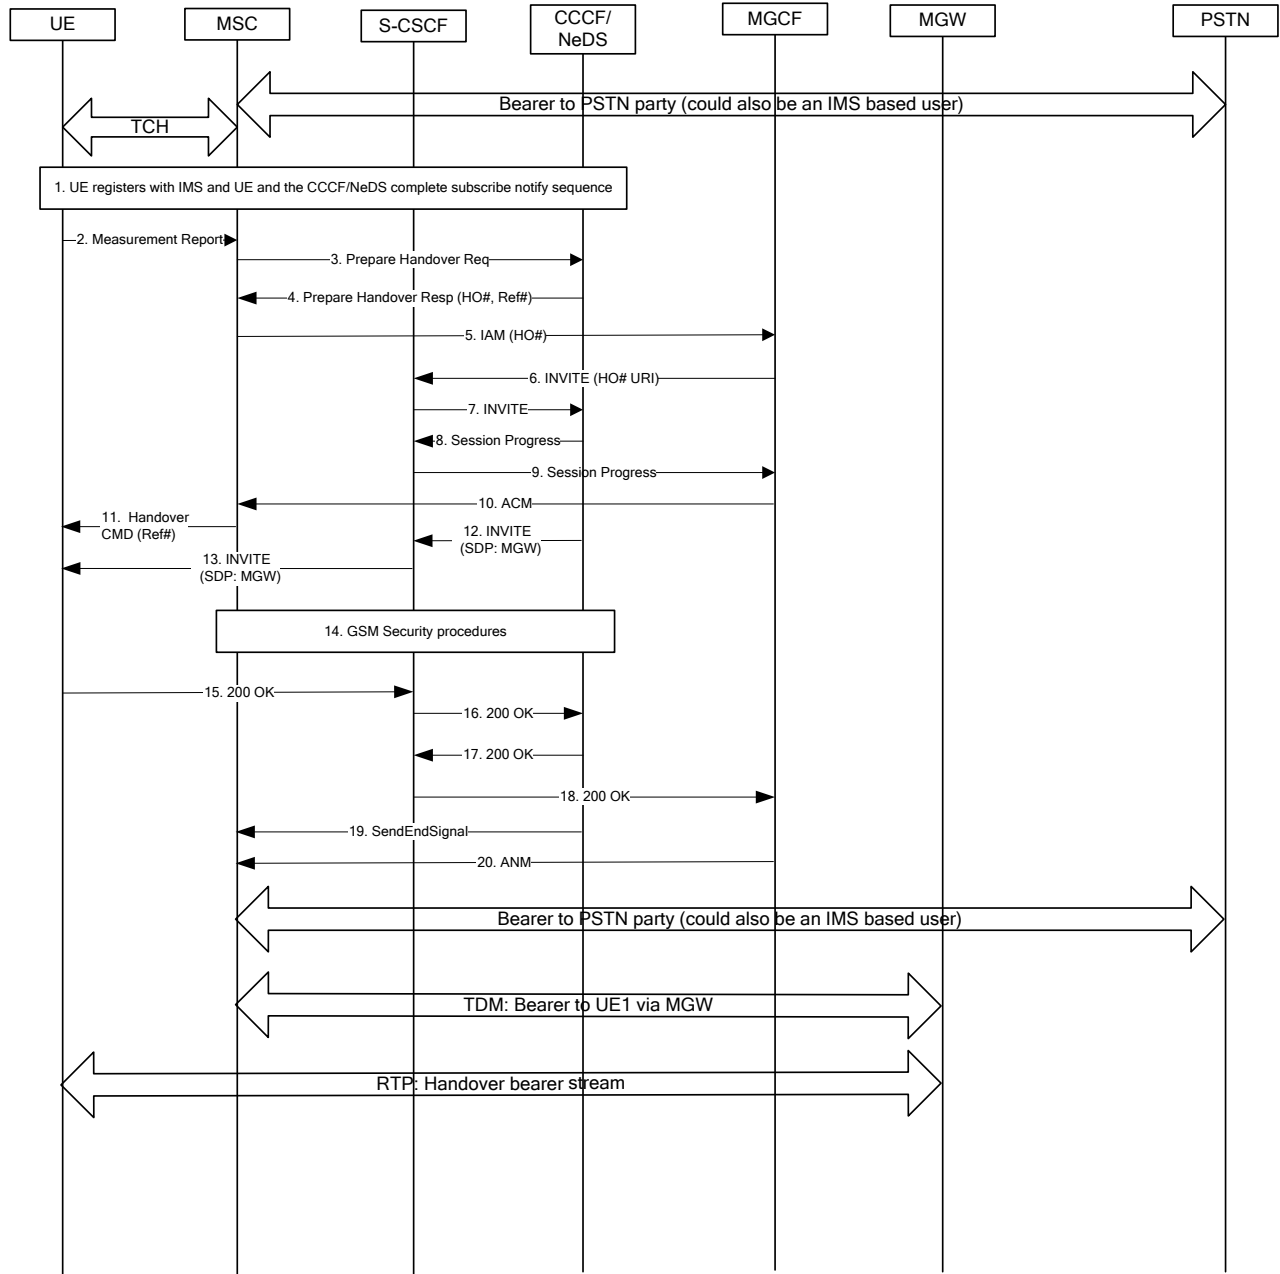 UE
MSC
S-CSCF
CCCF/
NeDS
MGCF
MGW
PSTN
Bearer to PSTN party (could also be an IMS based user)
TCH
1. UE registers with IMS and UE and the CCCF/NeDS complete subscribe notify sequence
2. Measurement Report
3. Prepare Handover Req
4. Prepare Handover Resp (HO#, Ref#)
5. IAM (HO#)
6. INVITE (HO# URI)
7. INVITE
8. Session Progress
9. Session Progress
10. ACM
11. Handover
CMD (Ref#)
12. INVITE
(SDP: MGW)
13. INVITE
(SDP: MGW)
14. GSM Security procedures
15. 200 OK
16. 200 OK
17. 200 OK
18. 200 OK
19. SendEndSignal
20. ANM
Bearer to PSTN party (could also be an IMS based user)
TDM: Bearer to UE1 via MGW
RTP: Handover bearer stream